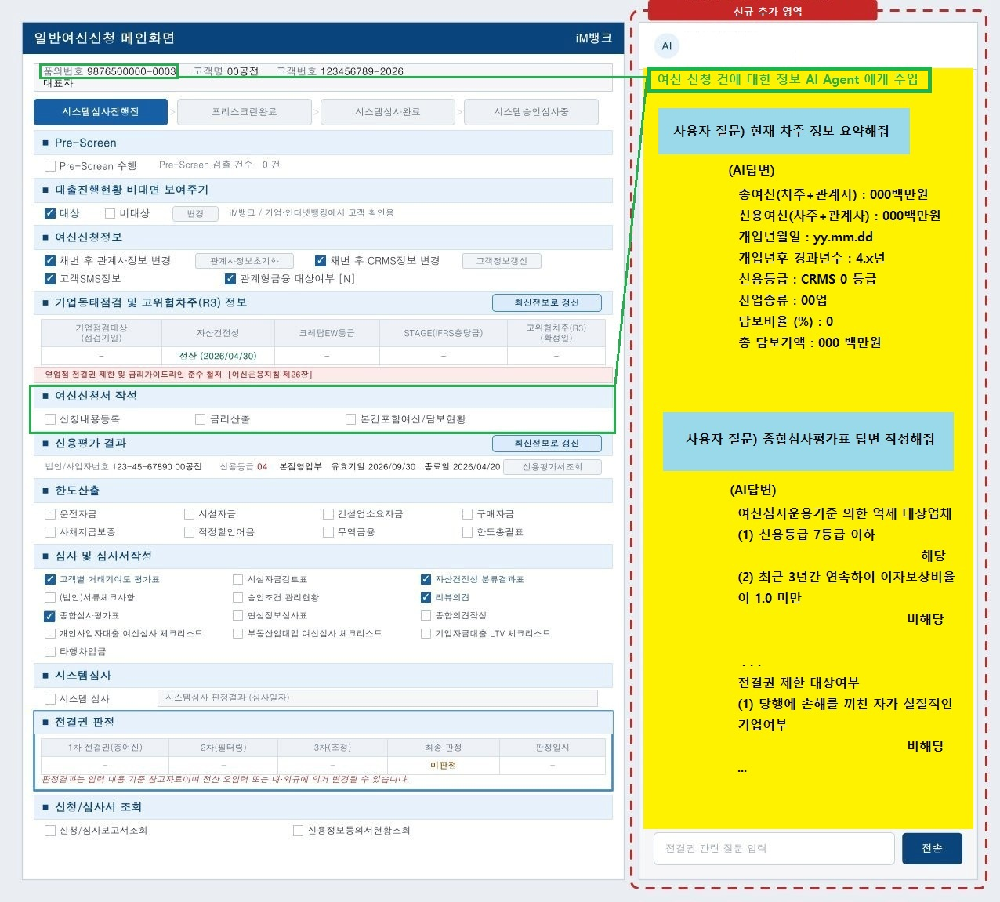 신규 추가 영역
일반여신신청 메인화면
iM뱅크
품의번호 9876500000-0003 고객명 00공전 고객번호 123456789-2026
대표자
시스템심사진행전 > 프리스크린완료 > 시스템심사완료 > 시스템승인심사중
■ Pre-Screen
Pre-Screen 수행 Pre-Screen 검출 건수 0 건
■ 대출진행현황 비대면 보여주기
대상 비대상 변경 iM뱅크 / 기업·인터넷뱅킹에서 고객 확인용
■ 여신신청정보
채번 후 관계사정보 변경 관계사정보초기화 채번 후 CRMS정보 변경 고객정보갱신
고객SMS정보 관계형금융 대상여부 [N]
■ 기업동태점검 및 고위험차주(R3) 정보 최신정보로 갱신
기업점검대상 (점검기일) 자산건전성 크레탑EW등급 STAGE(IFRS충당금) 고위험차주(R3) (확정일)
- 정상 (2026/04/30) - - -
영업점 전결권 제한 및 금리가이드라인 준수 철저 [여신운용지침 제26장]
■ 여신신청서 작성
신청내용등록 금리산출 본건포함여신/담보현황
■ 신용평가 결과 최신정보로 갱신
법인/사업자번호 123-45-67890 00공전 신용등급 04 본점영업부 유효기일 2026/09/30 종료일 2026/04/20 신용평가서조회
■ 한도산출
운전자금 시설자금 건설업소요자금 구매자금
사채지급보증 적정할인어음 무역금융 한도총괄표
■ 심사 및 심사서작성
고객별 거래기여도 평가표 시설자금검토표 자산건전성 분류결과표
(법인)서류체크사항 승인조건 관리현황 리뷰의견
종합심사평가표 여성정보심사표 종합의견작성
개인사업자대출 여신심사 체크리스트 부동산임대업 여신심사 체크리스트 기업자금대출 LTV 체크리스트
타행차입금
■ 시스템심사
시스템 심사 시스템심사 판정결과 (심사일자)
■ 전결권 판정
1차 전결권(총여신) 2차(필터링) 3차(조정) 최종 판정 판정일시
- - - 미판정 -
판정결과는 입력 내용 기준 참고자료이며 전산 오입력 또는 내·외규에 의거 변경될 수 있습니다.
■ 신청/심사서 조회
신청/심사보고서조회 신용정보동의서현황조회
AI
여신 신청 건에 대한 정보 AI Agent 에게 주입
사용자 질문) 현재 차주 정보 요약해줘
(AI답변)
총여신(차주+관계사) : 000백만원
신용여신(차주+관계사) : 000백만원
개업년월일 : yy.mm.dd
개업년후 경과년수 : 4.x년
신용등급 : CRMS 0 등급
산업종류 : 00업
담보비율 (%) : 0
총 담보가액 : 000 백만원
사용자 질문) 종합심사평가표 답변 작성해줘
(AI답변)
여신심사운용기준 의한 억제 대상업체
(1) 신용등급 7등급 이하
해당
(2) 최근 3년간 연속하여 이자보상비율
이 1.0 미만
비해당
...
전결권 제한 대상여부
(1) 당행에 손해를 끼친 자가 실질적인
기업여부
비해당
...
전결권 관련 질문 입력
전송